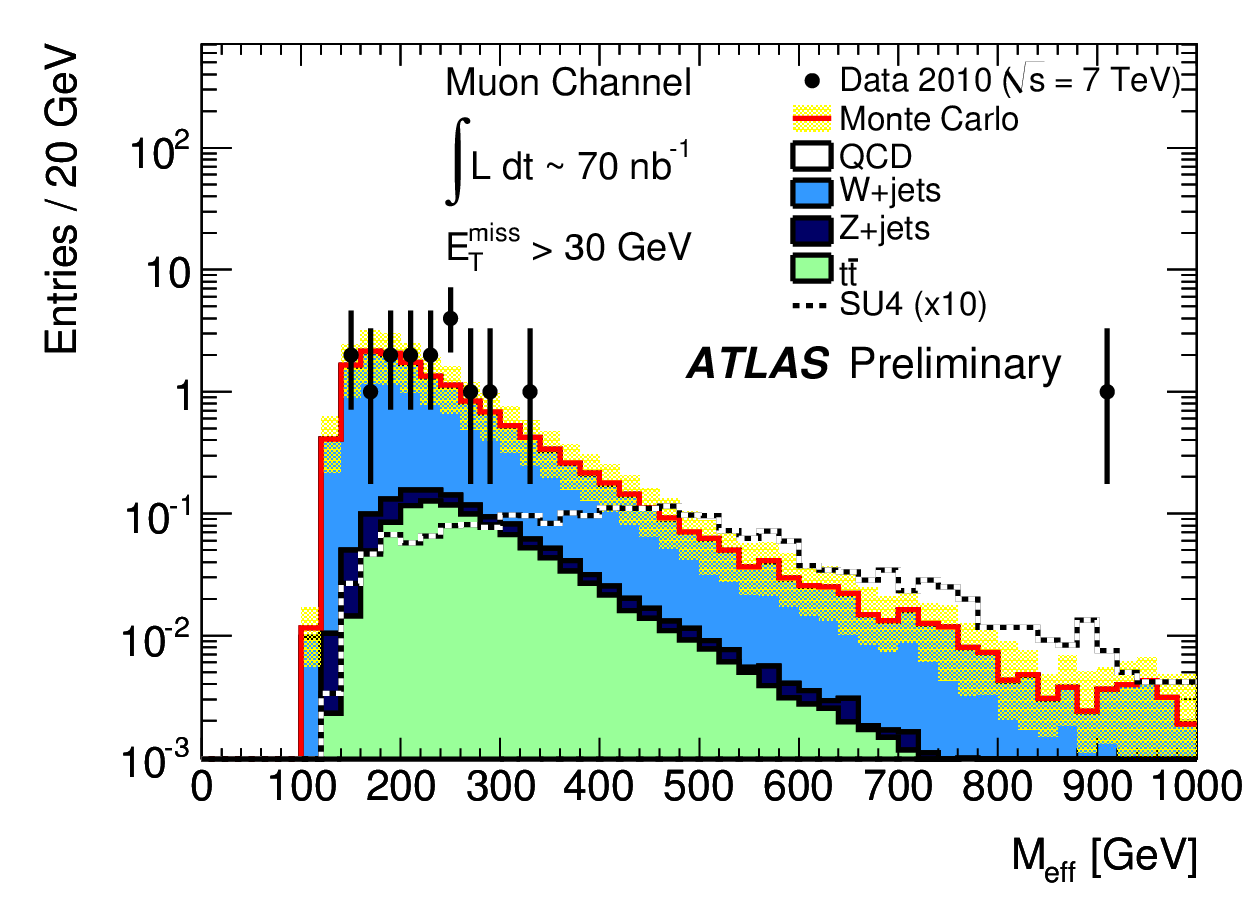 Entries / 20 GeV
10²
10
1
10⁻¹
10⁻²
10⁻³
Muon Channel
∫L dt ~ 70 nb⁻¹
E_T^miss > 30 GeV
Data 2010 (√s = 7 TeV)
Monte Carlo
QCD
W+jets
Z+jets
tt̄
SU4 (x10)
ATLAS Preliminary
0 100 200 300 400 500 600 700 800 900 1000
M_eff [GeV]